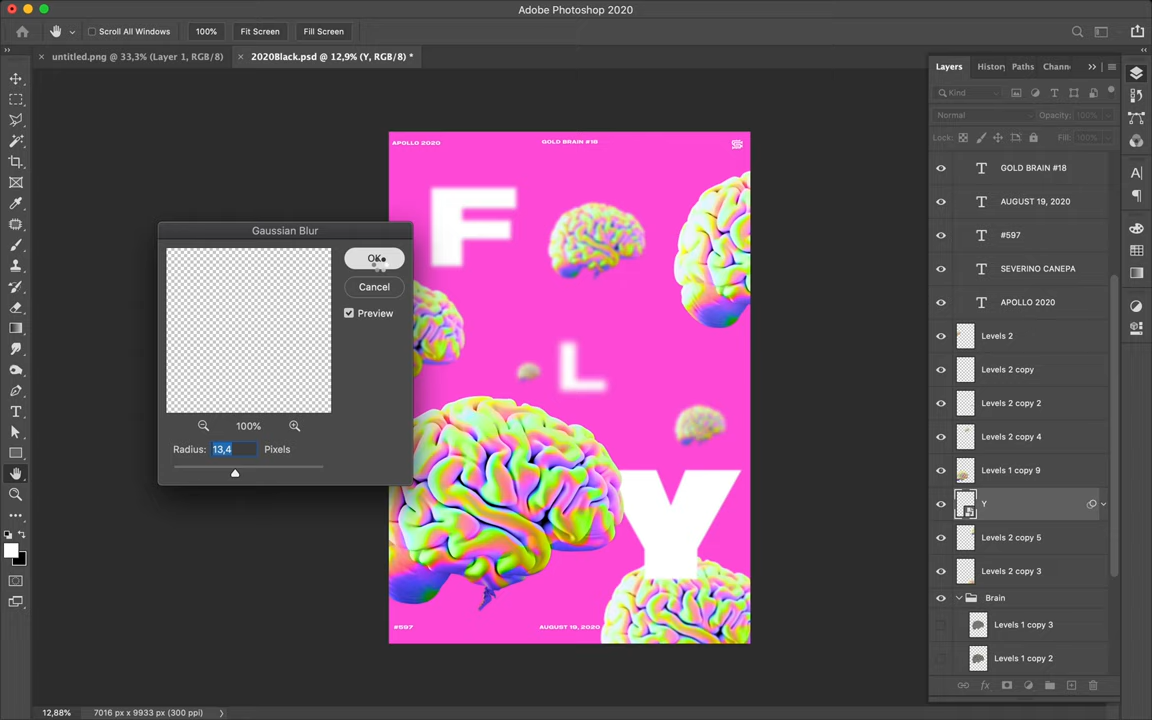 Adobe Photoshop 2020
Scroll All Windows
100%
Fit Screen
Fill Screen
untitled.png @ 33,3% (Layer 1, RGB/8)
2020Black.psd @ 12,9% (Y, RGB/8) *
Layers
History
Paths
Chann
Kind
Normal
Opacity: 100%
Lock:
Fill: 100%
GOLD BRAIN #18
AUGUST 19, 2020
#597
SEVERINO CANEPA
APOLLO 2020
Levels 2
Levels 2 copy
Levels 2 copy 2
Levels 2 copy 4
Levels 1 copy 9
Y
Levels 2 copy 5
Levels 2 copy 3
Brain
Levels 1 copy 3
Levels 1 copy 2
APOLLO 2020
GOLD BRAIN #18
F
L
Y
#597
AUGUST 19, 2020
Gaussian Blur
OK
Cancel
Preview
100%
Radius: 13,4 Pixels
12,88%
7016 px x 9933 px (300 ppi)